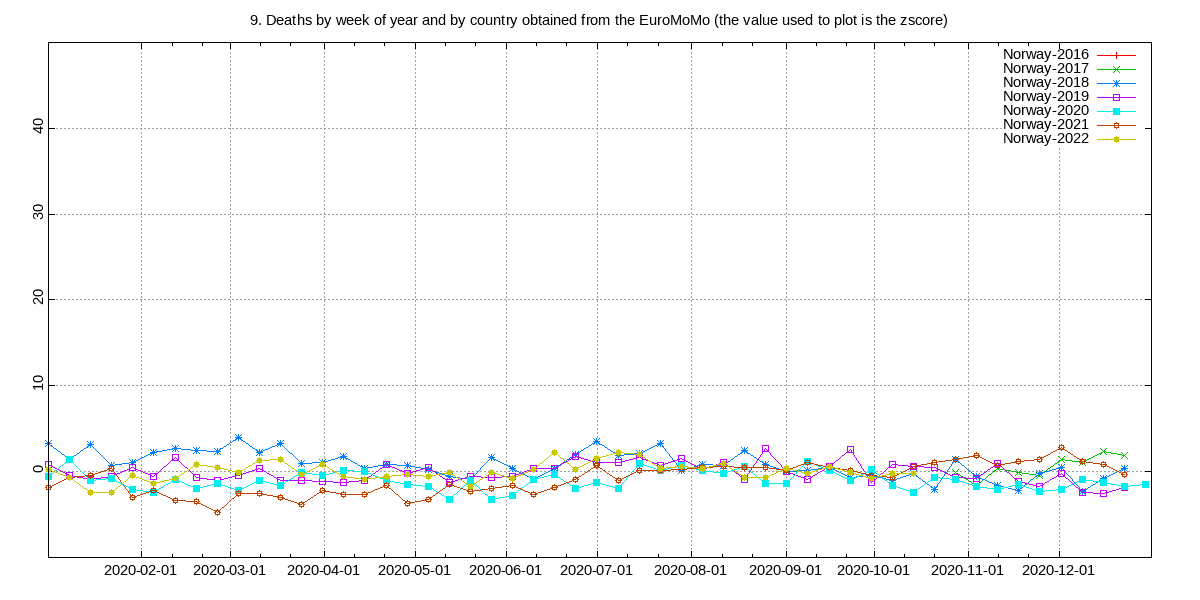 9. Deaths by week of year and by country obtained from the EuroMoMo (the value used to plot is the zscore)
Norway-2016
Norway-2017
Norway-2018
Norway-2019
Norway-2020
Norway-2021
Norway-2022
40
30
20
10
0
2020-02-01 2020-03-01 2020-04-01 2020-05-01 2020-06-01 2020-07-01 2020-08-01 2020-09-01 2020-10-01 2020-11-01 2020-12-01